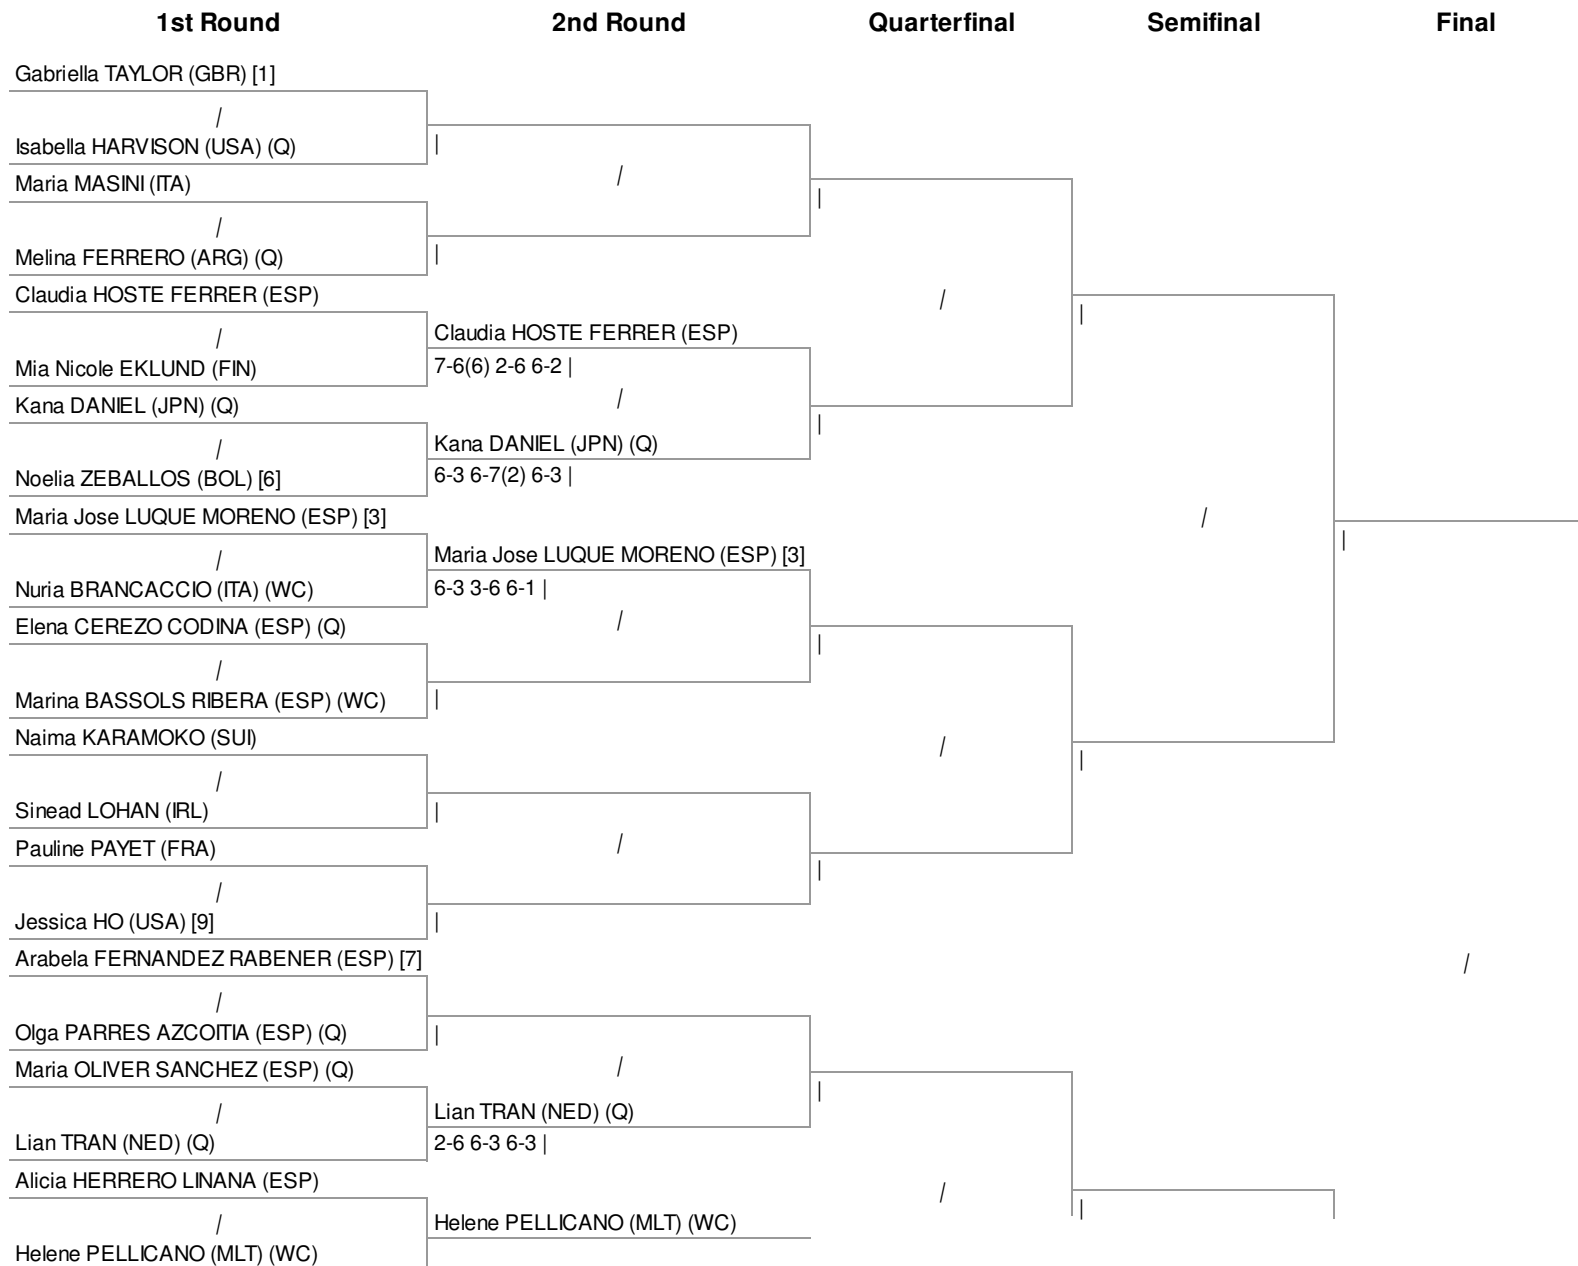 1st Round 2nd Round Quarterfinal Semifinal Final
Gabriella TAYLOR (GBR) [1]
/
Isabella HARVISON (USA) (Q)
|
Maria MASINI (ITA)
/
/
|
Melina FERRERO (ARG) (Q)
|
Claudia HOSTE FERRER (ESP)
/
|
/
Claudia HOSTE FERRER (ESP)
Mia Nicole EKLUND (FIN)
7-6(6) 2-6 6-2 |
Kana DANIEL (JPN) (Q)
/
|
/
Kana DANIEL (JPN) (Q)
Noelia ZEBALLOS (BOL) [6]
6-3 6-7(2) 6-3 |
Maria Jose LUQUE MORENO (ESP) [3]
/
|
/
Maria Jose LUQUE MORENO (ESP) [3]
Nuria BRANCACCIO (ITA) (WC)
6-3 3-6 6-1 |
Elena CEREZO CODINA (ESP) (Q)
/
|
/
Marina BASSOLS RIBERA (ESP) (WC)
|
Naima KARAMOKO (SUI)
/
|
/
Sinead LOHAN (IRL)
|
Pauline PAYET (FRA)
/
|
/
Jessica HO (USA) [9]
|
Arabela FERNANDEZ RABENER (ESP) [7]
/
/
Olga PARRES AZCOITIA (ESP) (Q)
|
Maria OLIVER SANCHEZ (ESP) (Q)
/
|
/
Lian TRAN (NED) (Q)
Lian TRAN (NED) (Q)
2-6 6-3 6-3 |
Alicia HERRERO LINANA (ESP)
/
|
/
Helene PELLICANO (MLT) (WC)
Helene PELLICANO (MLT) (WC)